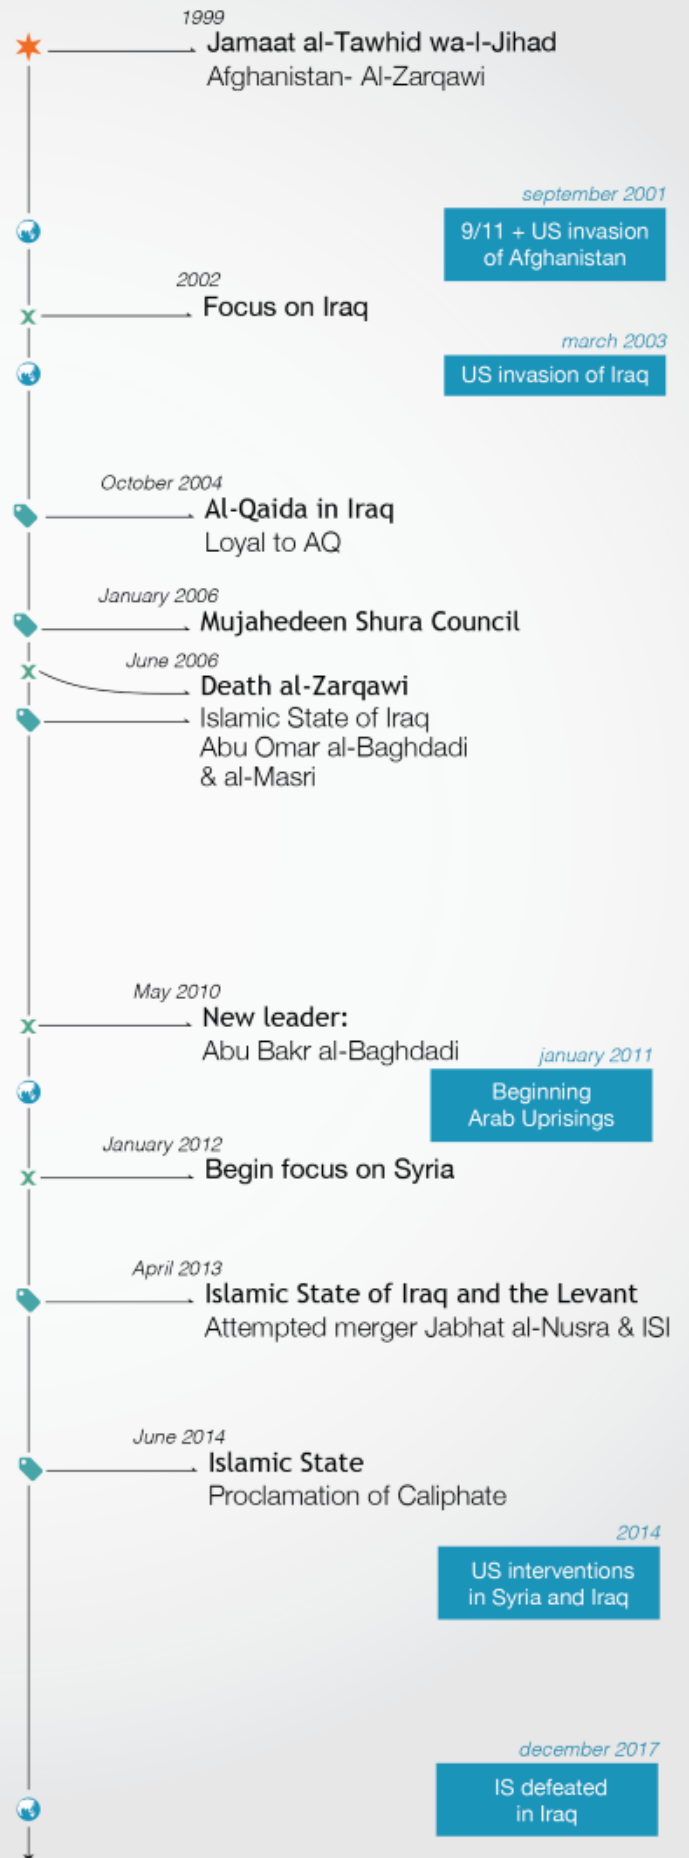 1999
Jamaat al-Tawhid wa-l-Jihad
Afghanistan- Al-Zarqawi
september 2001
9/11 + US invasion
of Afghanistan
2002
Focus on Iraq
march 2003
US invasion of Iraq
October 2004
Al-Qaida in Iraq
Loyal to AQ
January 2006
Mujahedeen Shura Council
June 2006
Death al-Zarqawi
Islamic State of Iraq
Abu Omar al-Baghdadi
& al-Masri
May 2010
New leader:
Abu Bakr al-Baghdadi
january 2011
Beginning
Arab Uprisings
January 2012
Begin focus on Syria
April 2013
Islamic State of Iraq and the Levant
Attempted merger Jabhat al-Nusra & ISI
June 2014
Islamic State
Proclamation of Caliphate
2014
US interventions
in Syria and Iraq
december 2017
IS defeated
in Iraq